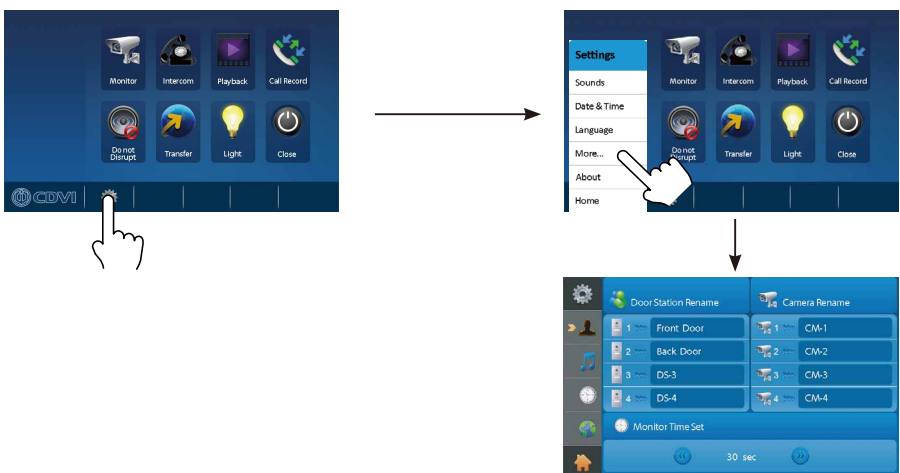 Monitor
Intercom
Playback
Call Record
Do not
Disrupt
Transfer
Light
Close
CDVI
Settings
Sounds
Date & Time
Language
More...
About
Home
Monitor
Intercom
Playback
Call Record
Do not
Disrupt
Transfer
Light
Close
Door Station Rename
Camera Rename
1 Front Door
1 CM-1
2 Back Door
2 CM-2
3 DS-3
3 CM-3
4 DS-4
4 CM-4
Monitor Time Set
30 sec